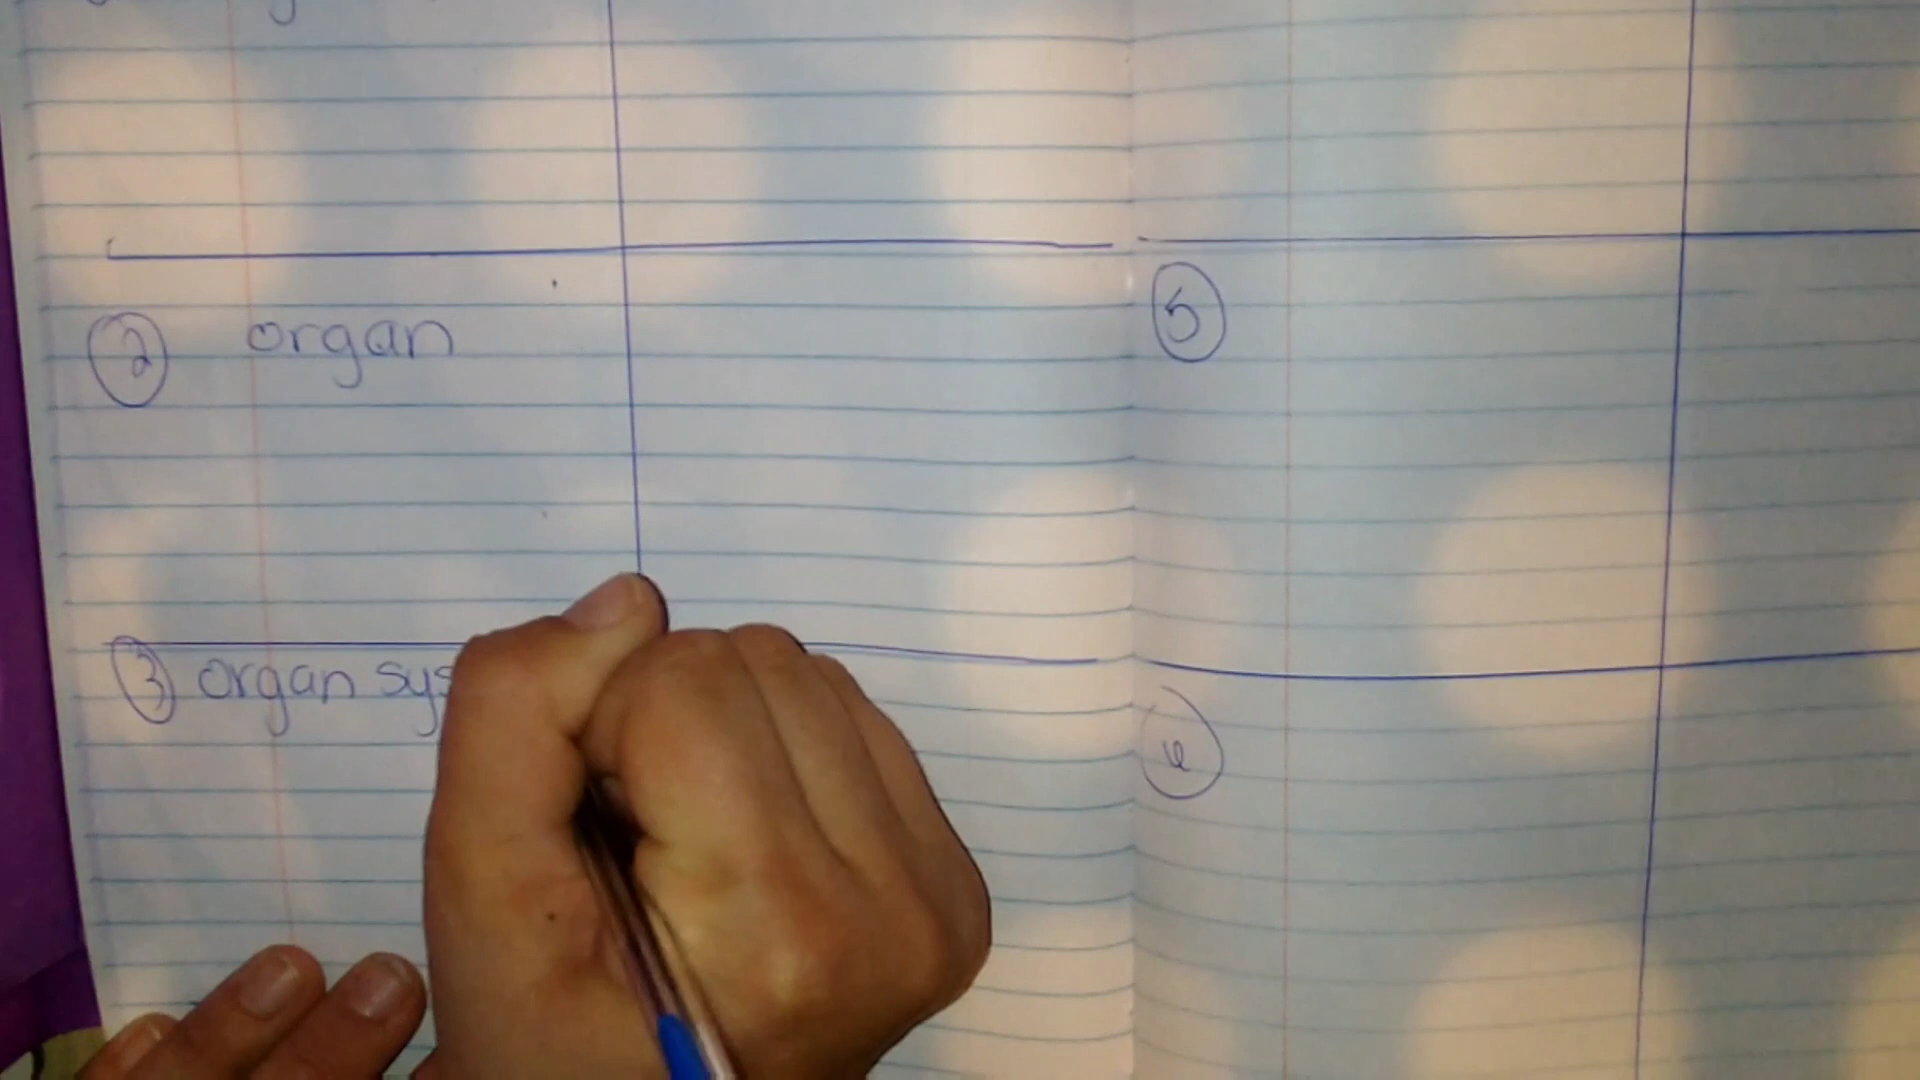 ② organ
⑤
③ organ sys
⑥